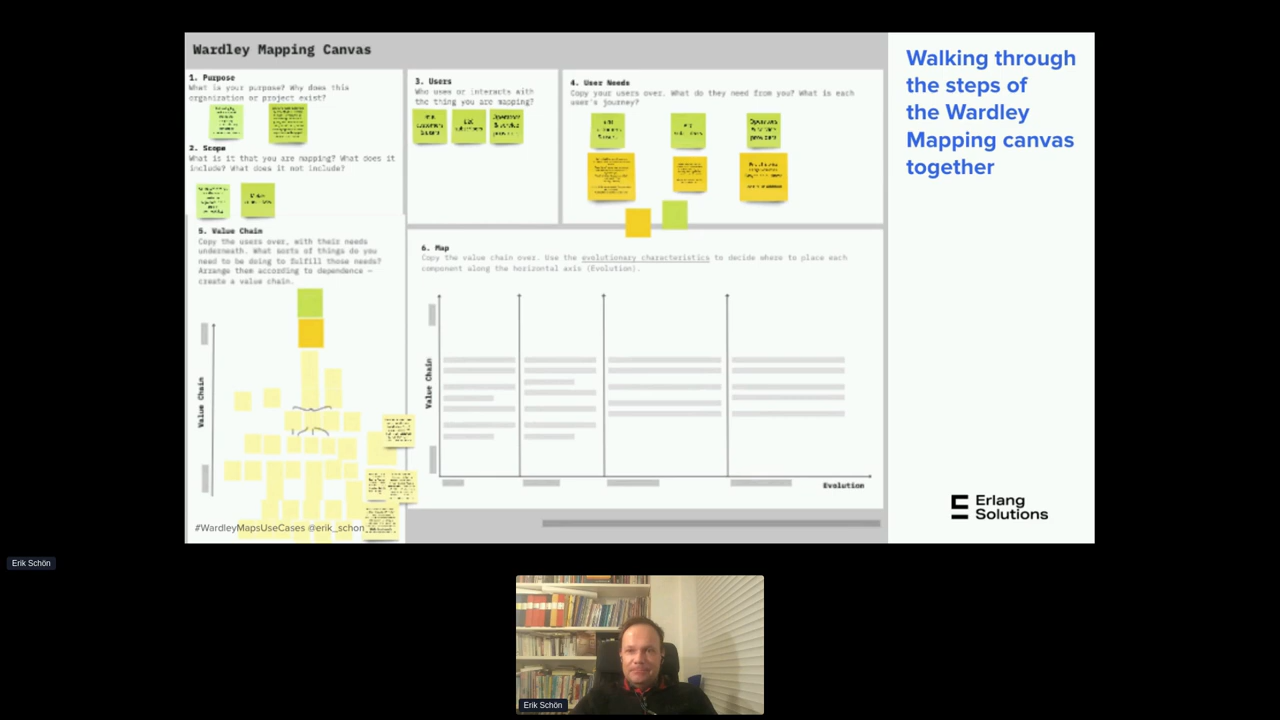 Wardley Mapping Canvas
1. Purpose
What is your purpose? Why does this
organization or project exist?
2. Scope
What is it that you are mapping? What does it
include? What does it not include?
3. Users
Who uses or interacts with
the thing you are mapping?
customers
Operators
& service
4. User Needs
Copy your users over. What do they need from you? What is each
user's journey?
Operators
& service
providers
5. Value Chain
Copy the users over, with their needs
underneath. What sorts of things do you
need to be doing to fulfill those needs?
Arrange them according to dependence —
create a value chain.
Value Chain
6. Map
Copy the value chain over. Use the evolutionary characteristics to decide where to place each
component along the horizontal axis (Evolution).
Value Chain
Evolution
#WardleyMapsUseCases @erik_schon
Walking through
the steps of
the Wardley
Mapping canvas
together
Erlang
Solutions
Erik Schön
Erik Schön